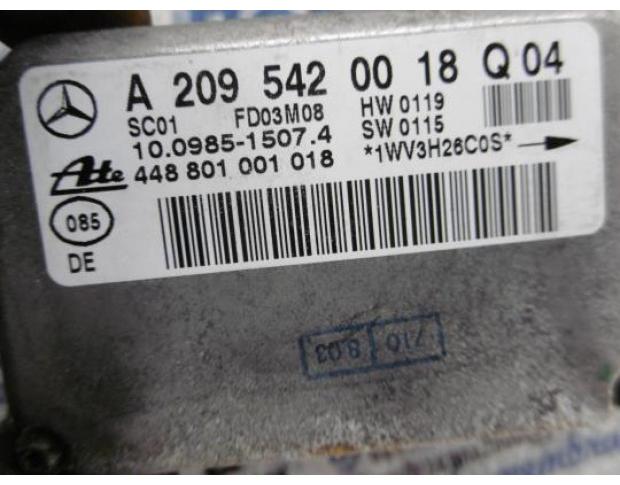 A 209 542 00 18 Q 04
SC01 FD03M08 HW 0119
10.0985-1507.4 SW 0115
Ate 448 801 001 018 *1WV3H26C0S*
085
DE
710
8.03